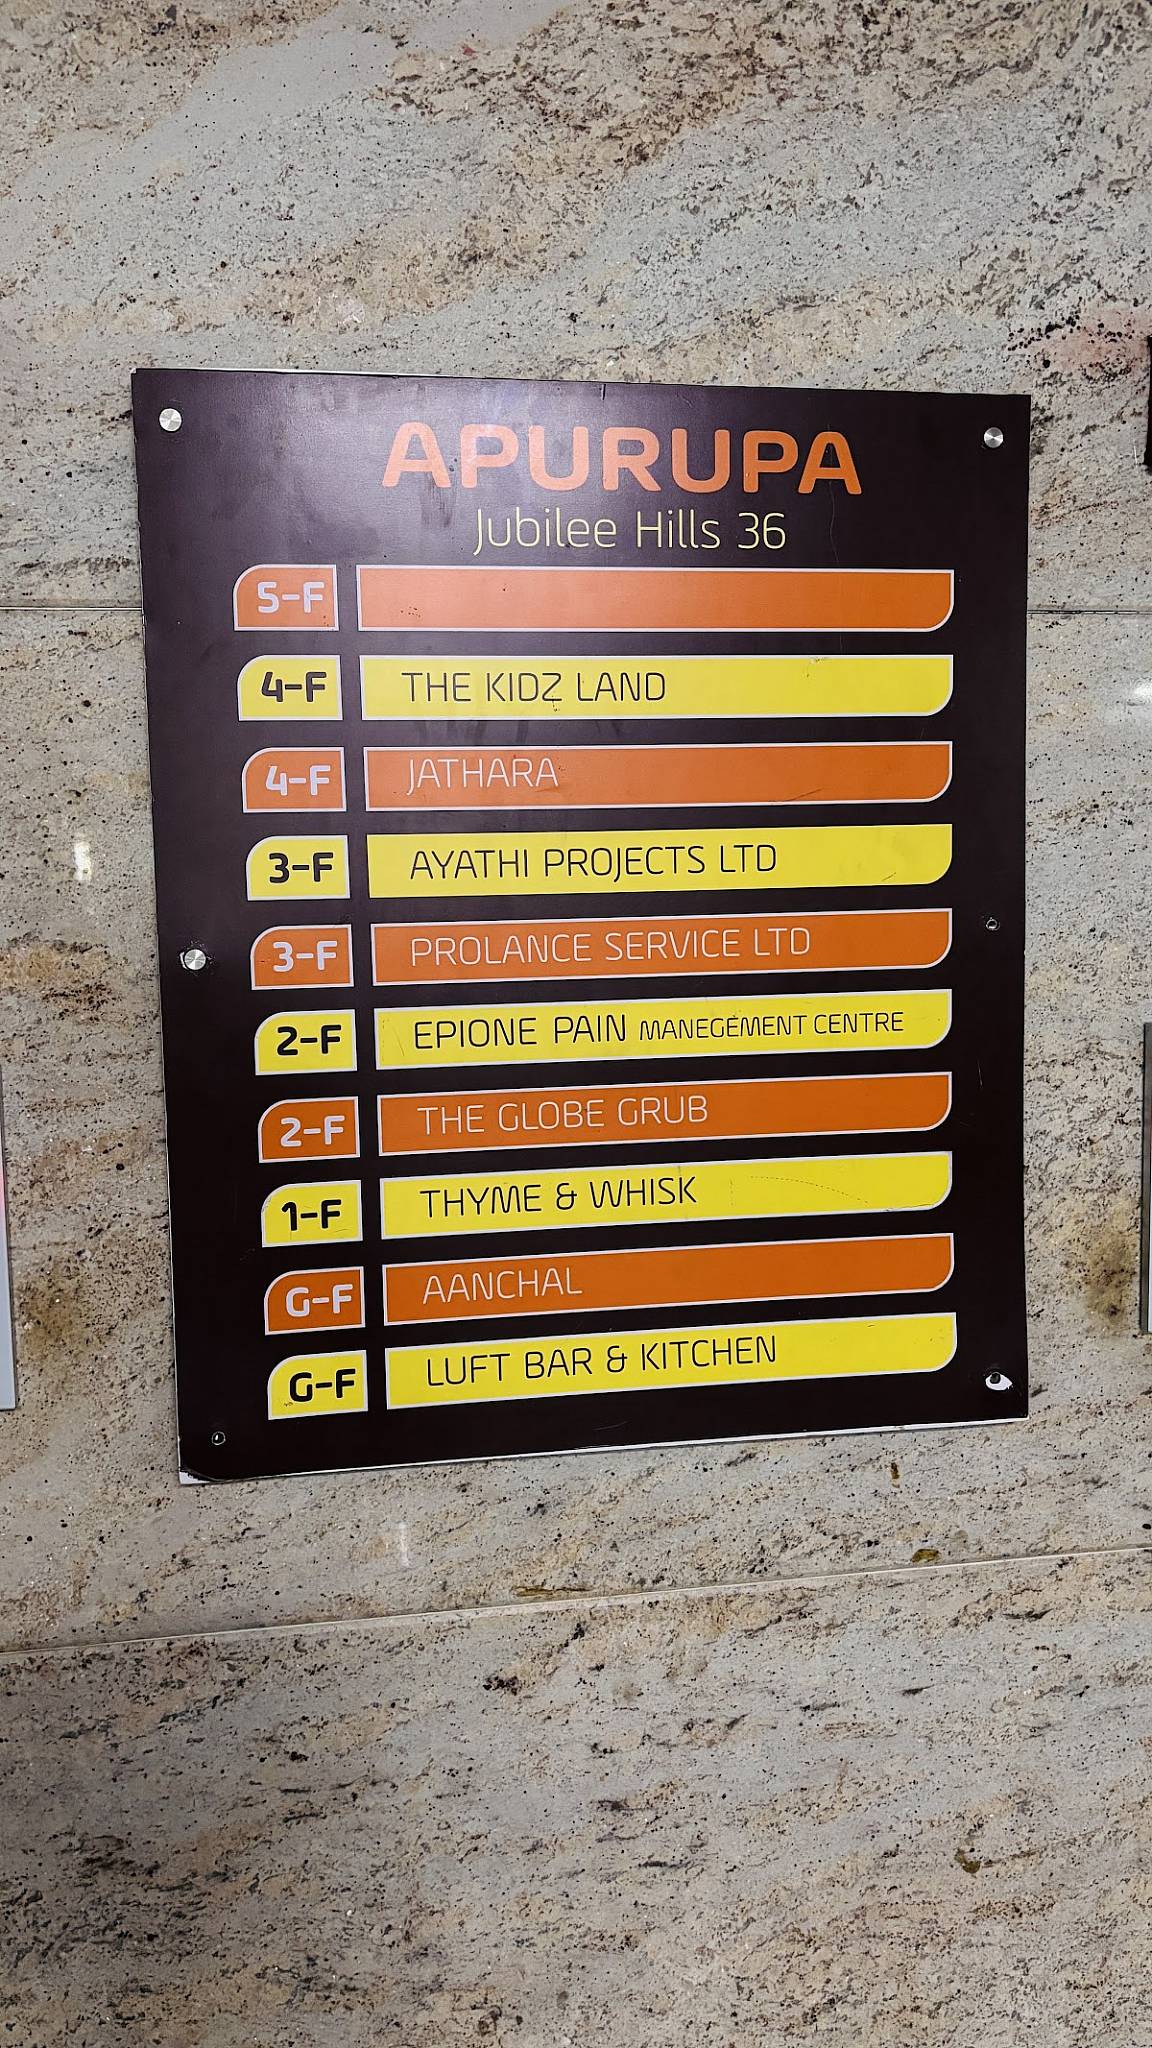 APURUPA
Jubilee Hills 36
5-F
4-F THE KIDZ LAND
4-F JATHARA
3-F AYATHI PROJECTS LTD
3-F PROLANCE SERVICE LTD
2-F EPIONE PAIN MANEGEMENT CENTRE
2-F THE GLOBE GRUB
1-F THYME & WHISK
G-F AANCHAL
G-F LUFT BAR & KITCHEN